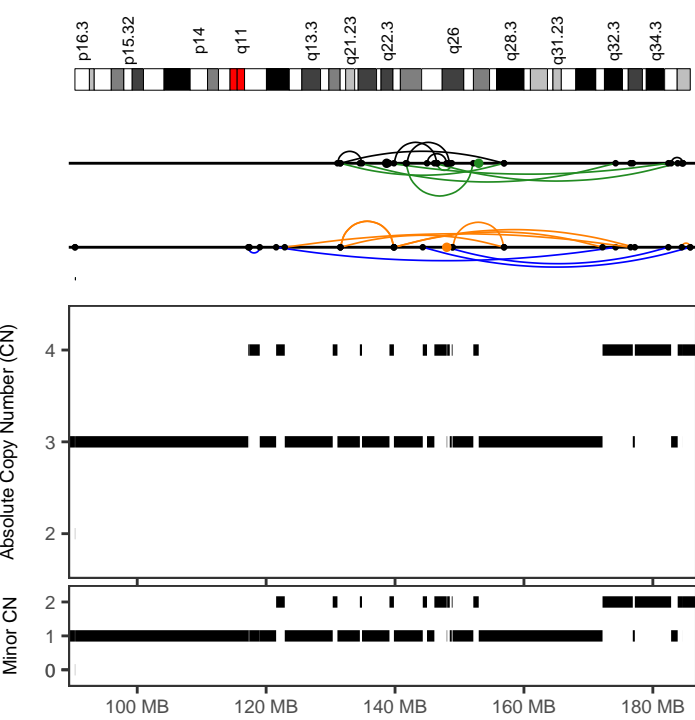 p16.3 p15.32 p14 q11 q13.3 q21.23 q22.3 q26 q28.3 q31.23 q32.3 q34.3
Absolute Copy Number (CN)
4
3
2
Minor CN
2
1
0
100 MB 120 MB 140 MB 160 MB 180 MB